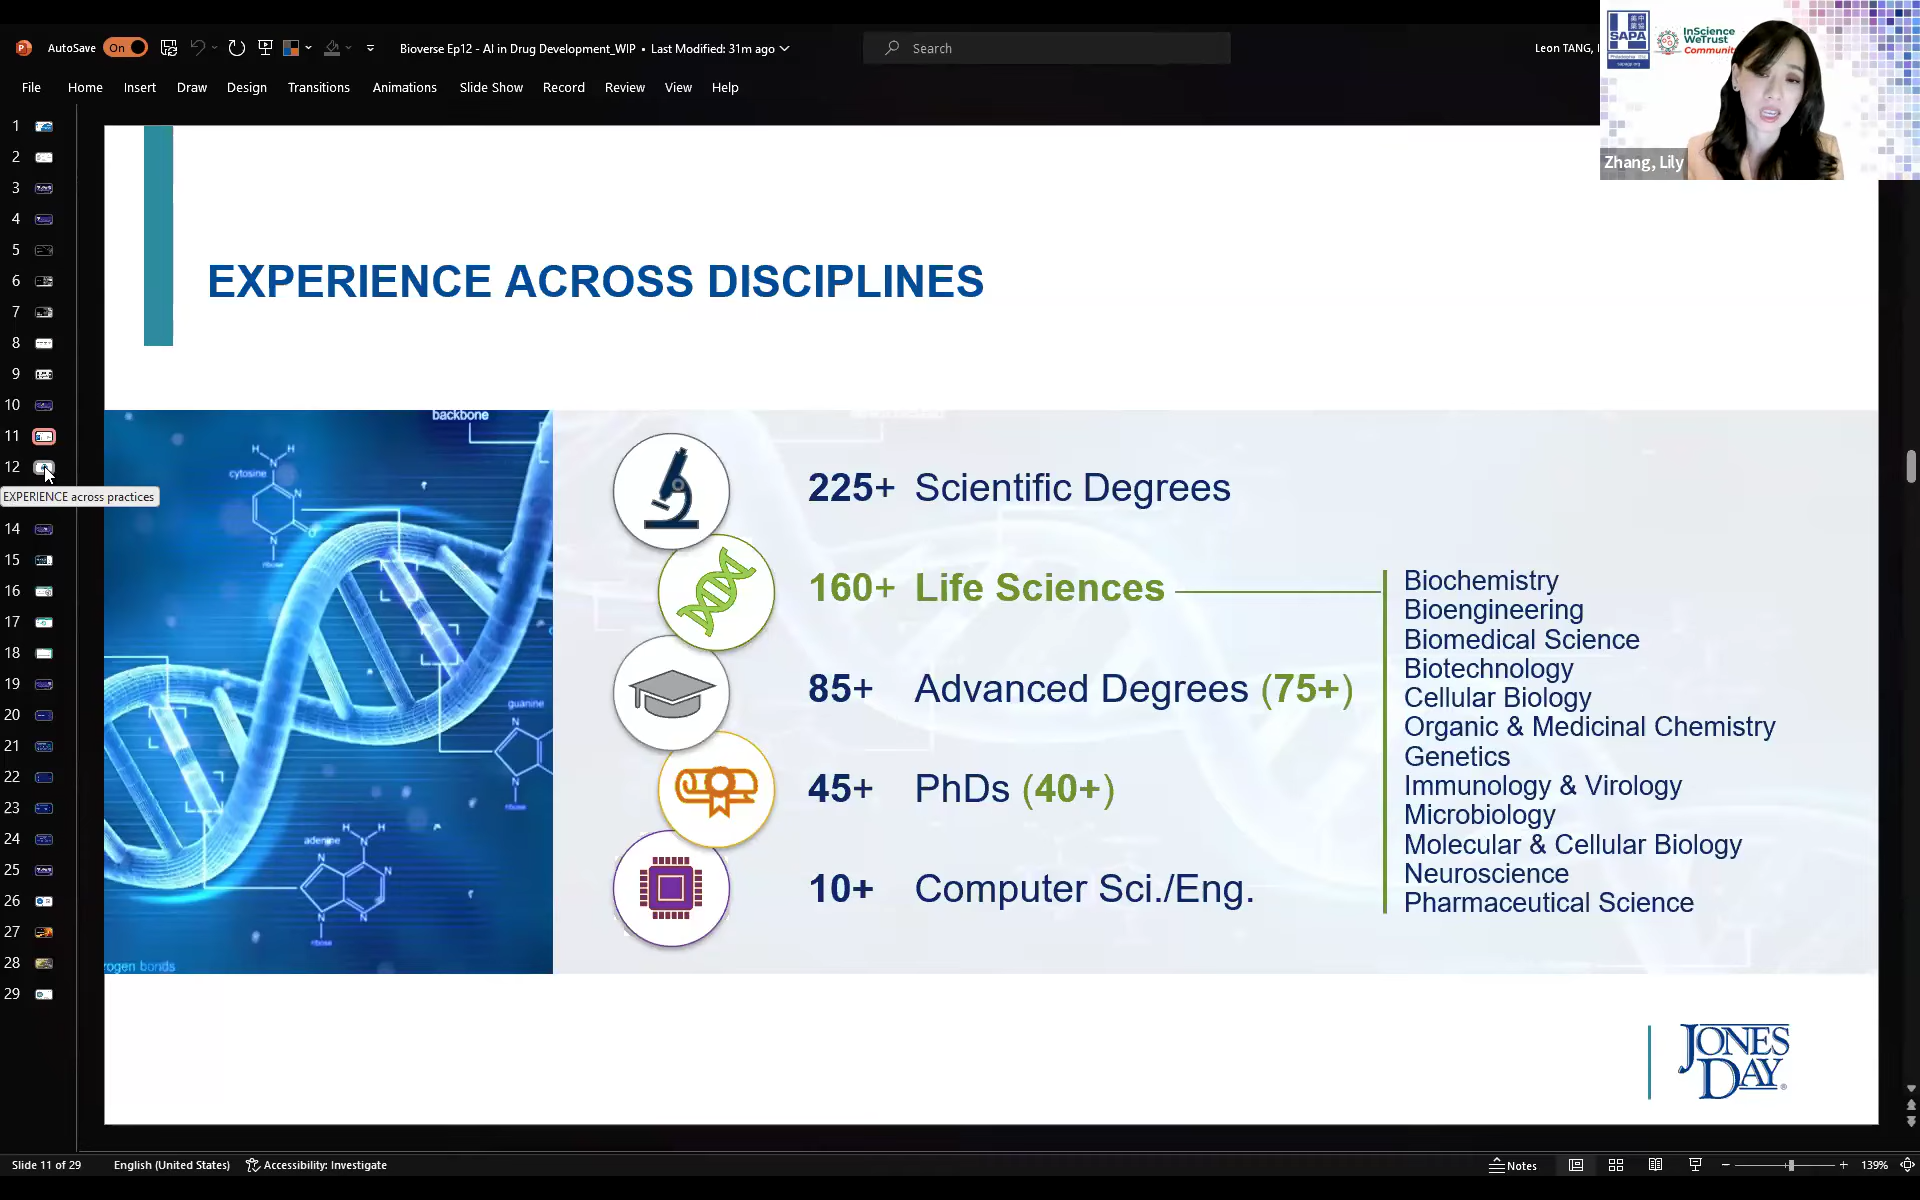 AutoSave On
Bioverse Ep12 - AI in Drug Development_WIP • Last Modified: 31m ago
Search
Leon TANG,
File Home Insert Draw Design Transitions Animations Slide Show Record Review View Help
SAPA
InScience
WeTrust
Communit
Zhang, Lily
1
2
3
4
5
6
7
8
9
10
11
12
EXPERIENCE across practices
14
15
16
17
18
19
20
21
22
23
24
25
26
27
28
29
EXPERIENCE ACROSS DISCIPLINES
backbone
cytosine
H H
N
N
ribose
guanine
N
N
ribose
adenine
H H
N
N
N
N
N
ribose
rogen bonds
225+ Scientific Degrees
160+ Life Sciences
85+ Advanced Degrees (75+)
45+ PhDs (40+)
10+ Computer Sci./Eng.
Biochemistry
Bioengineering
Biomedical Science
Biotechnology
Cellular Biology
Organic & Medicinal Chemistry
Genetics
Immunology & Virology
Microbiology
Molecular & Cellular Biology
Neuroscience
Pharmaceutical Science
JONES
DAY®
Slide 11 of 29 English (United States) Accessibility: Investigate
Notes
139%